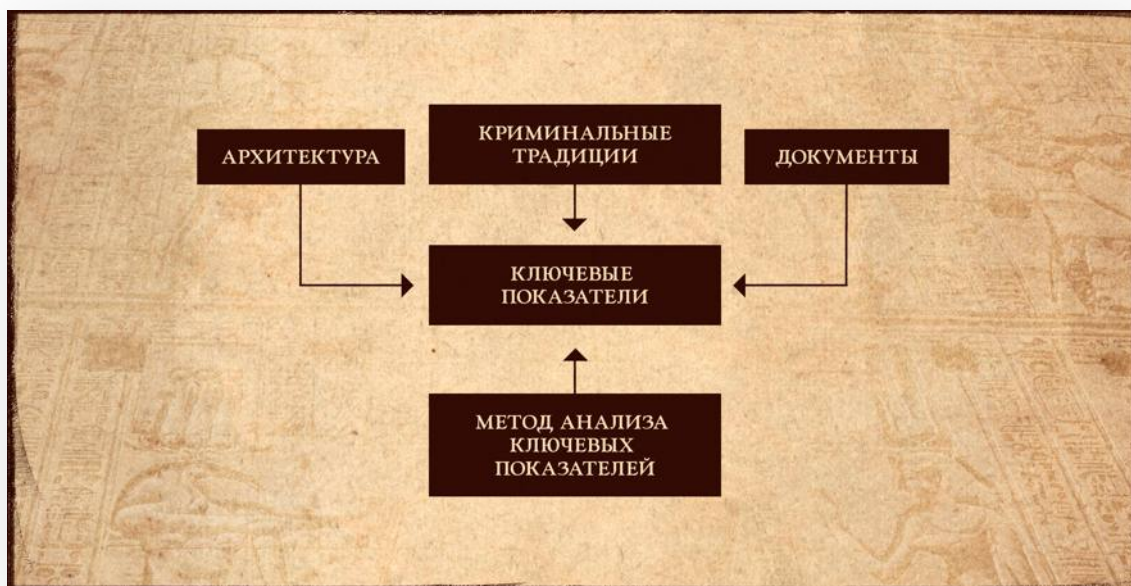 АРХИТЕКТУРА
КРИМИНАЛЬНЫЕ
ТРАДИЦИИ
ДОКУМЕНТЫ
КЛЮЧЕВЫЕ
ПОКАЗАТЕЛИ
МЕТОД АНАЛИЗА
КЛЮЧЕВЫХ
ПОКАЗАТЕЛЕЙ